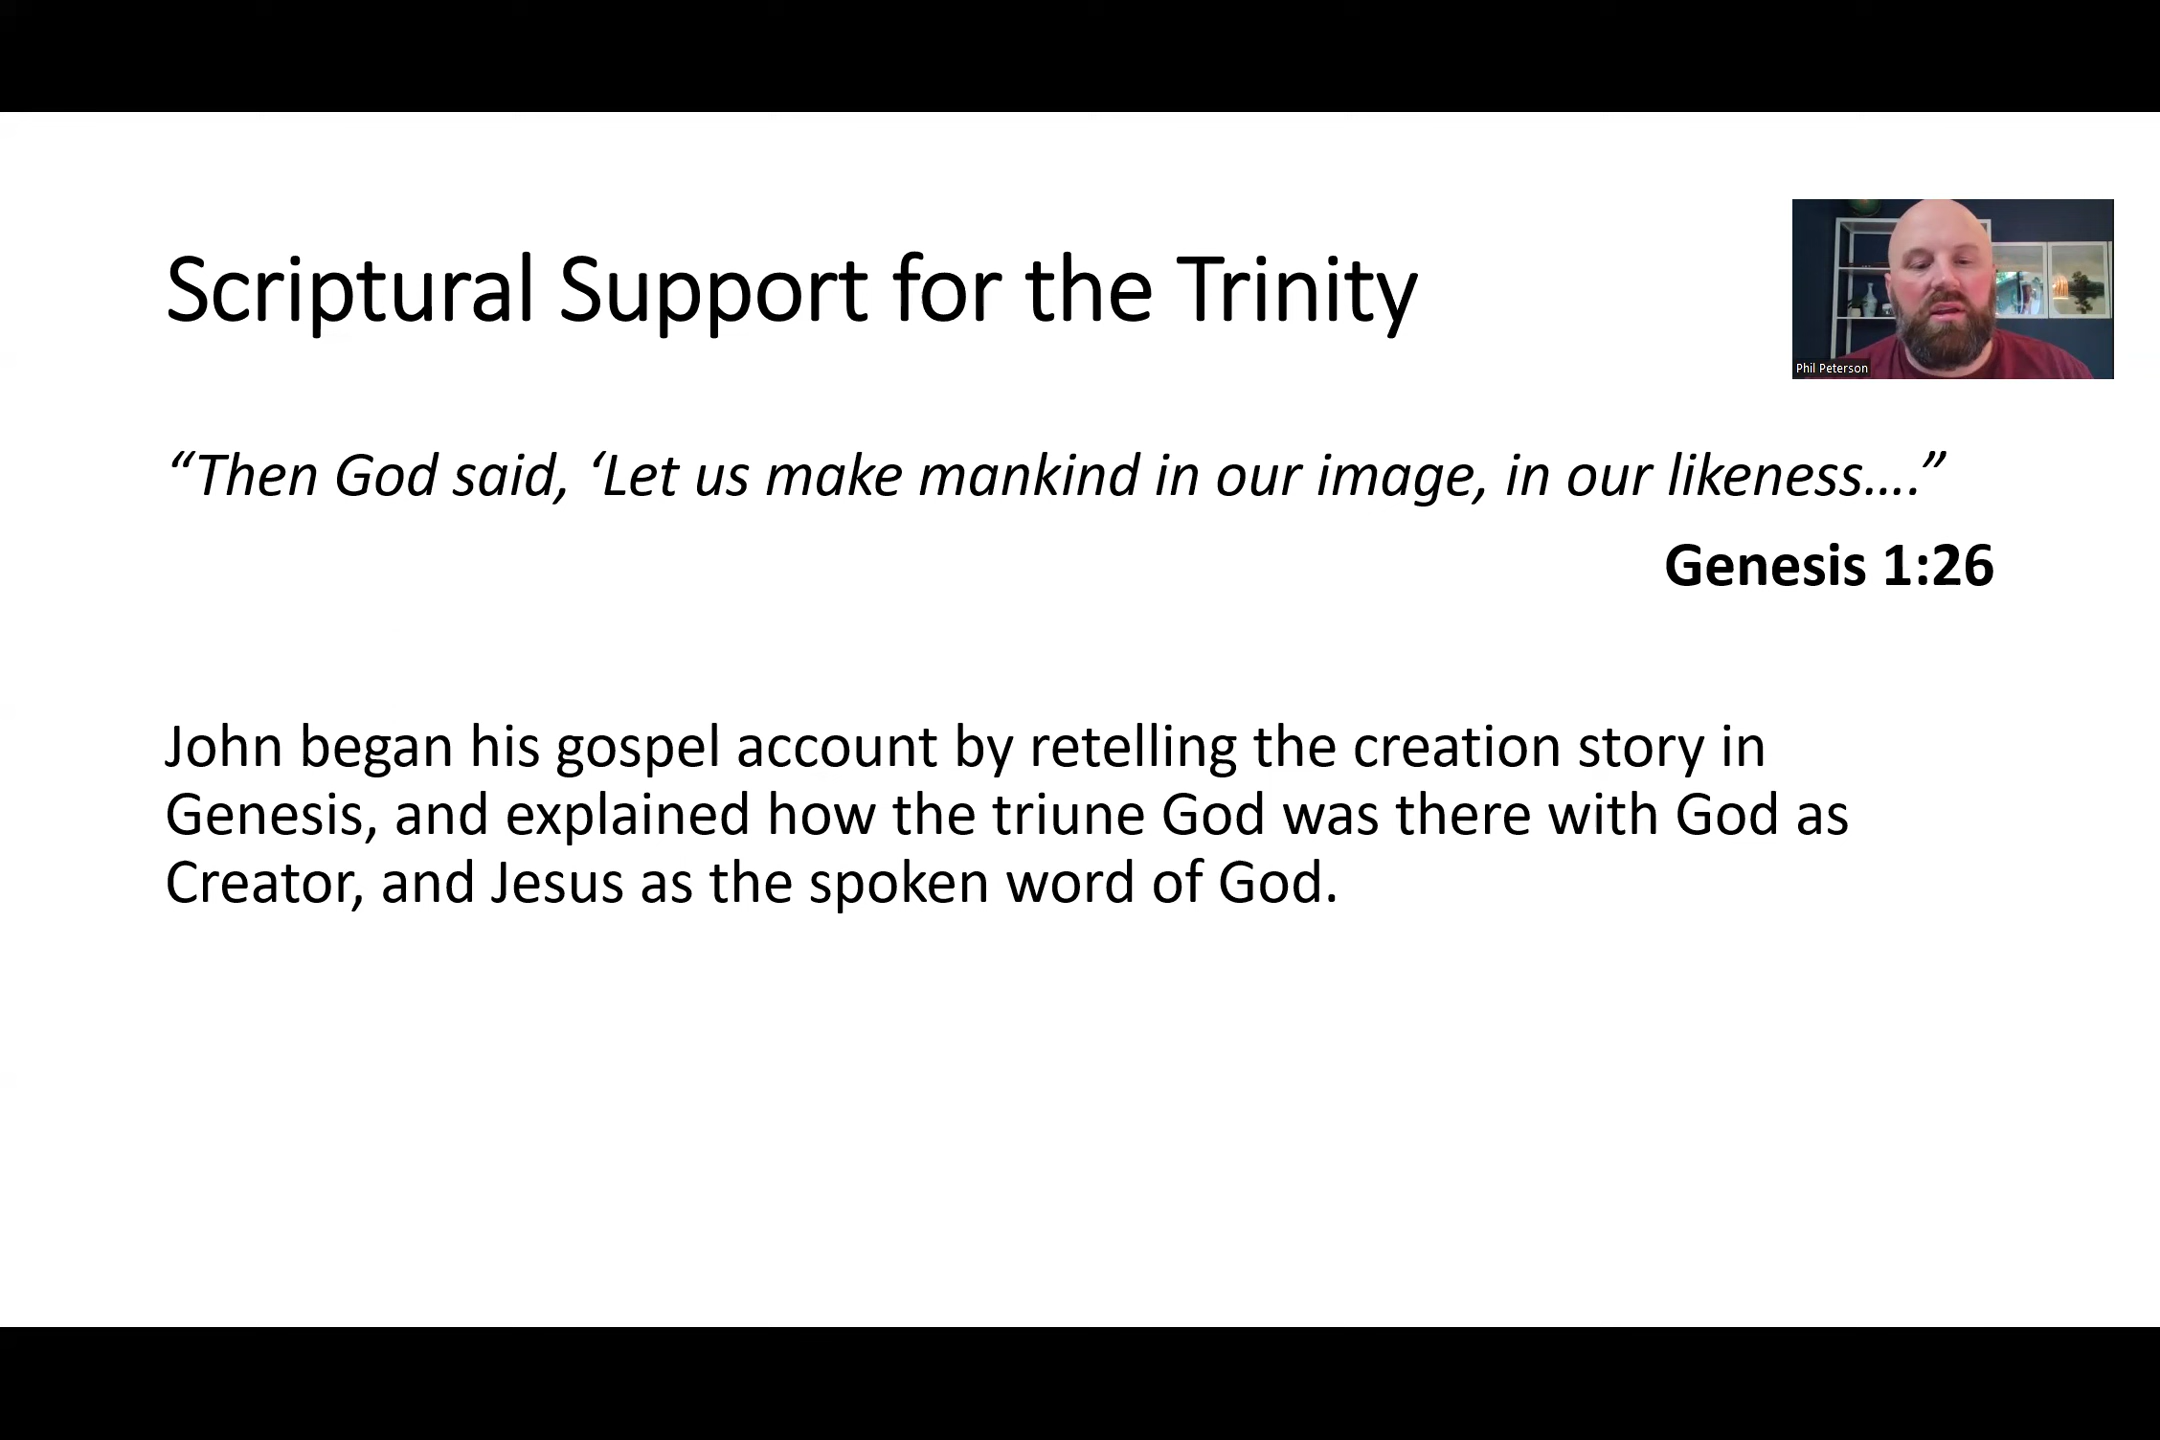 Scriptural Support for the Trinity
Phil Peterson
“Then God said, ‘Let us make mankind in our image, in our likeness….”
Genesis 1:26
John began his gospel account by retelling the creation story in
Genesis, and explained how the triune God was there with God as
Creator, and Jesus as the spoken word of God.